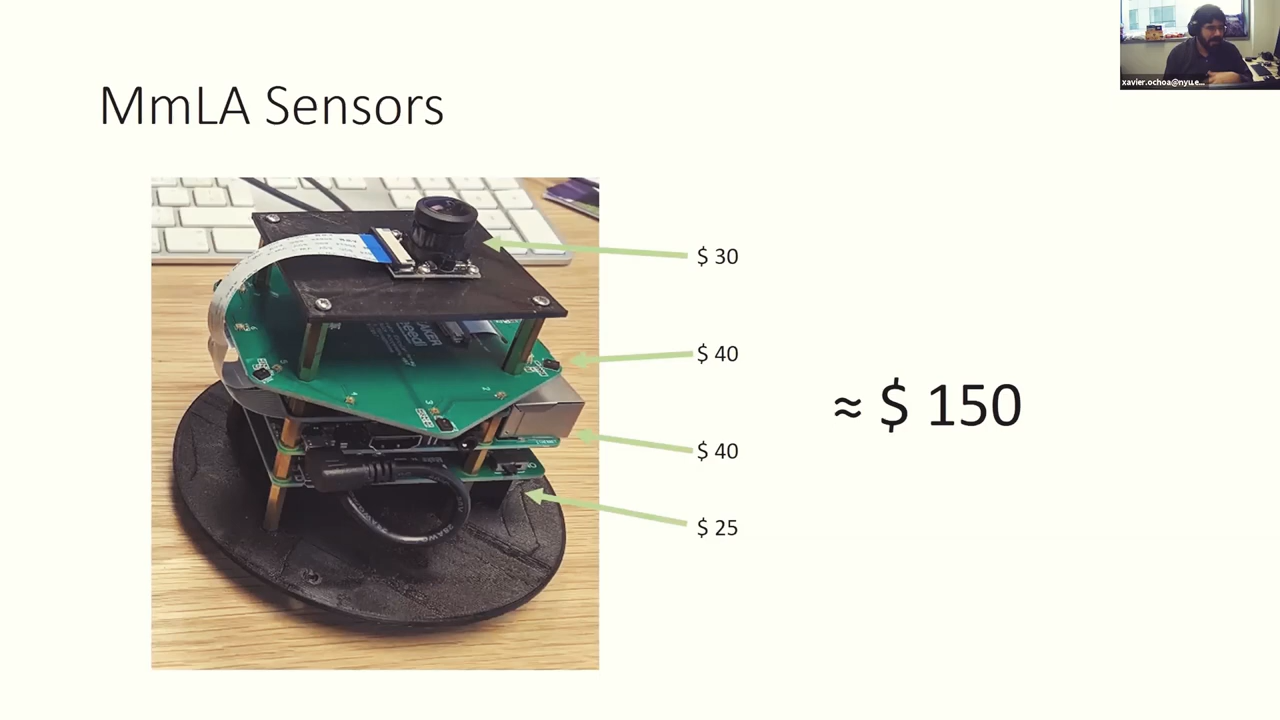 xavier.ochoa@nyu.e...
MmLA Sensors
$ 30
$ 40
$ 40
$ 25
≈ $ 150